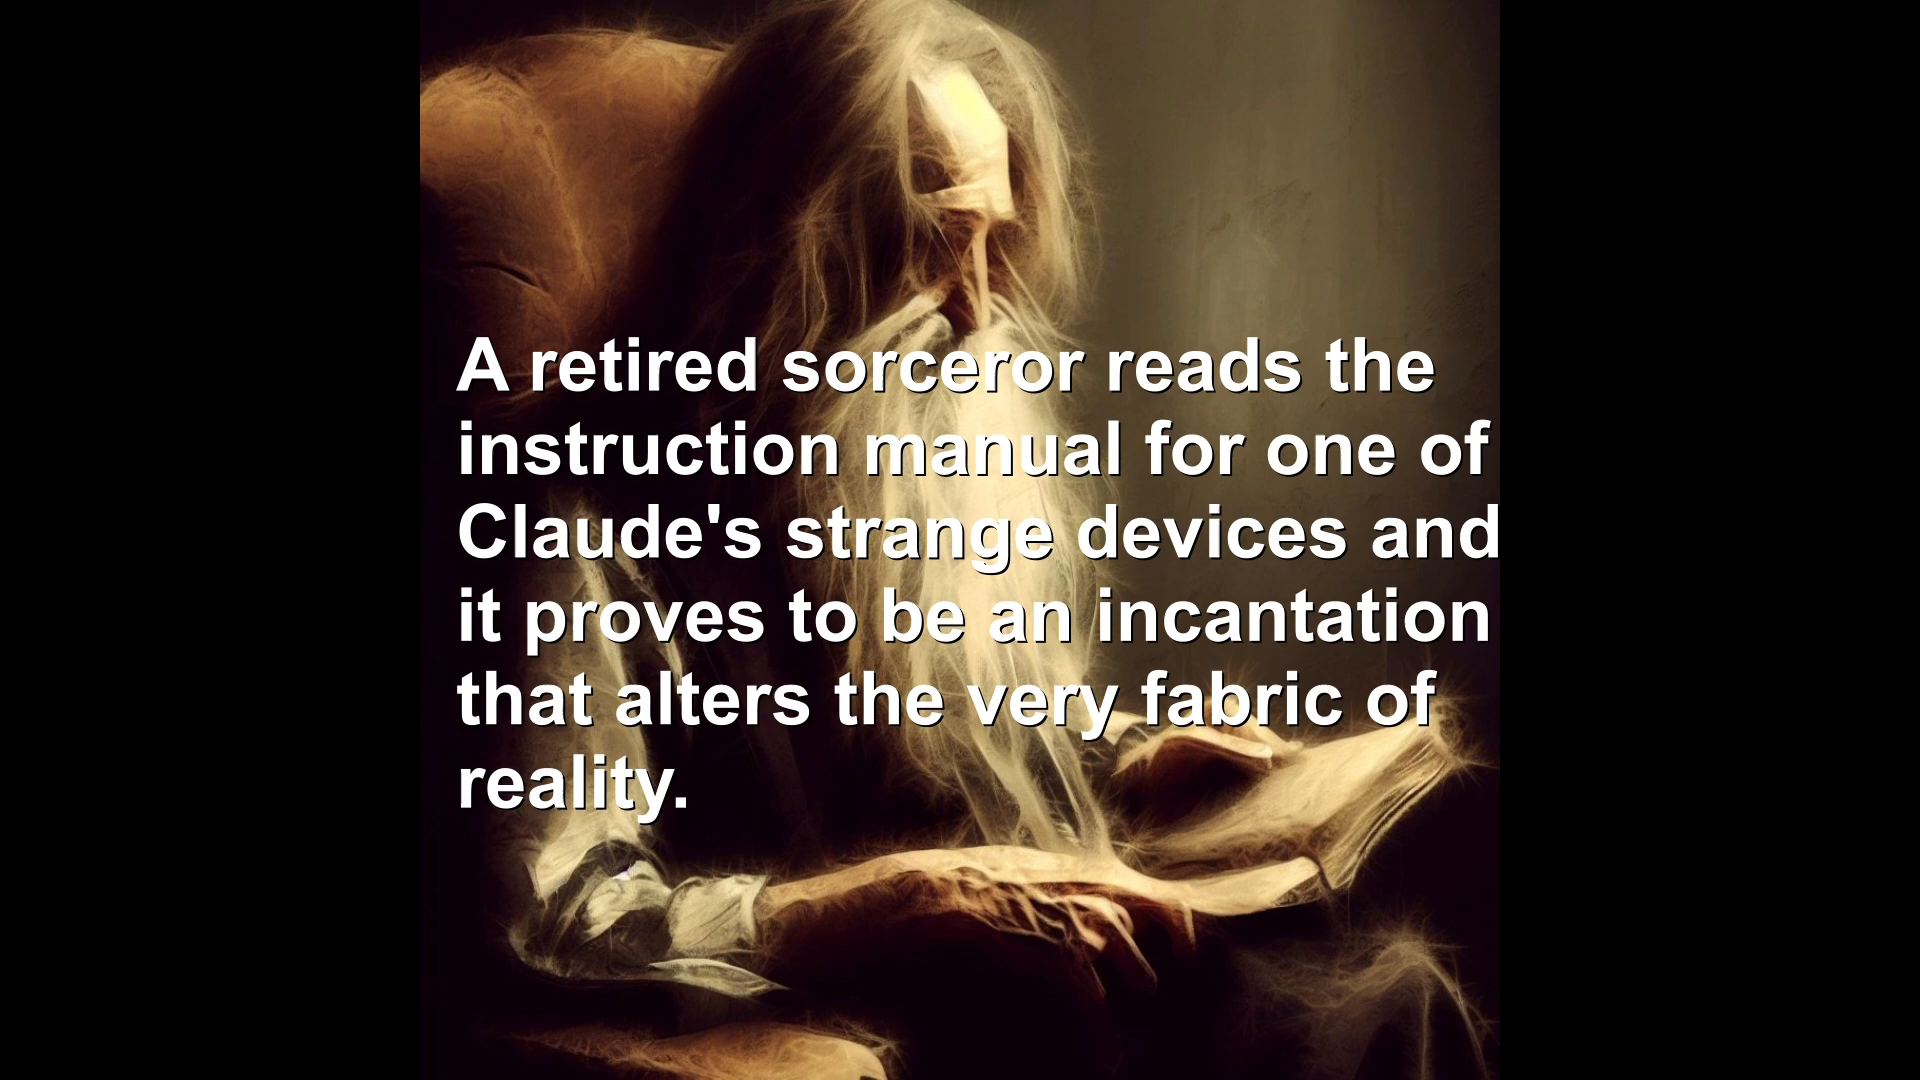 A retired sorceror reads the
instruction manual for one of
Claude's strange devices and
it proves to be an incantation
that alters the very fabric of
reality.